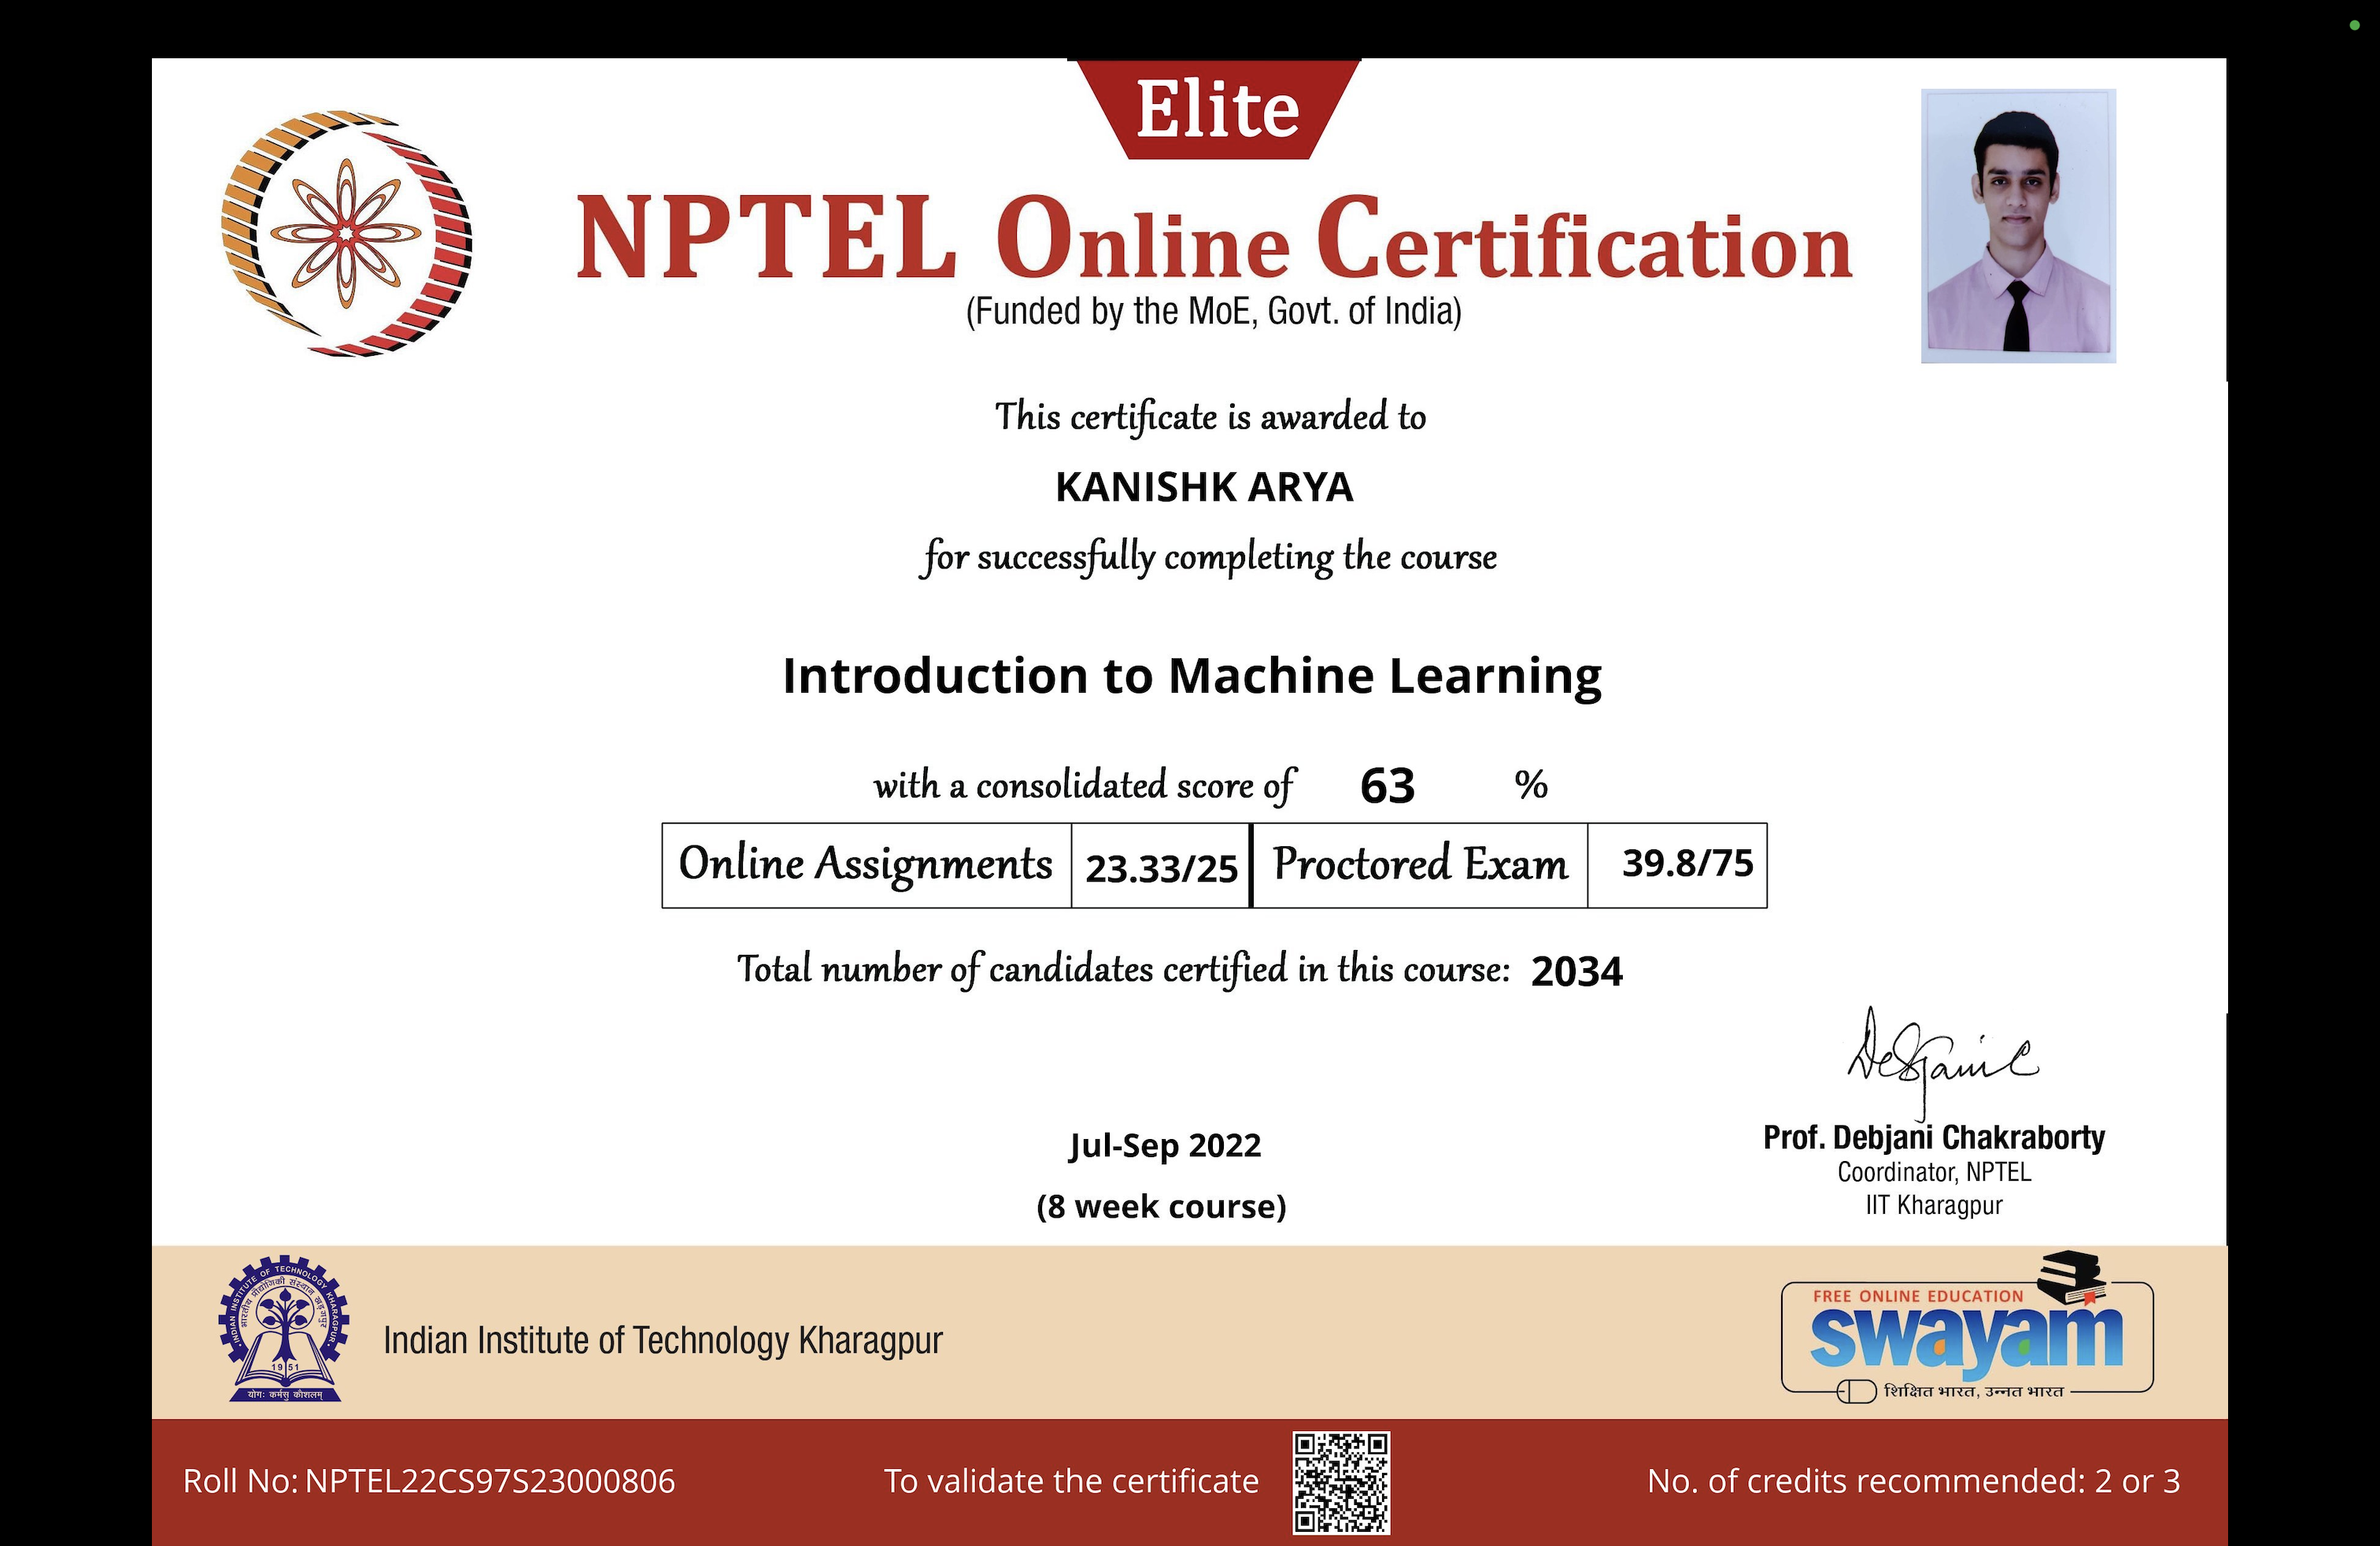 Elite
NPTEL Online Certification
(Funded by the MoE, Govt. of India)
This certificate is awarded to
KANISHK ARYA
for successfully completing the course
Introduction to Machine Learning
with a consolidated score of 63 %
Online Assignments 23.33/25 Proctored Exam 39.8/75
Total number of candidates certified in this course: 2034
Jul-Sep 2022
(8 week course)
Prof. Debjani Chakraborty
Coordinator, NPTEL
IIT Kharagpur
INDIAN INSTITUTE OF TECHNOLOGY KHARAGPUR
भारतीय प्रौद्योगिकी संस्थान खड़गपुर
1951
योगः कर्मसु कौशलम्
Indian Institute of Technology Kharagpur
FREE ONLINE EDUCATION
swayam
शिक्षित भारत, उन्नत भारत
Roll No: NPTEL22CS97S23000806
To validate the certificate
No. of credits recommended: 2 or 3